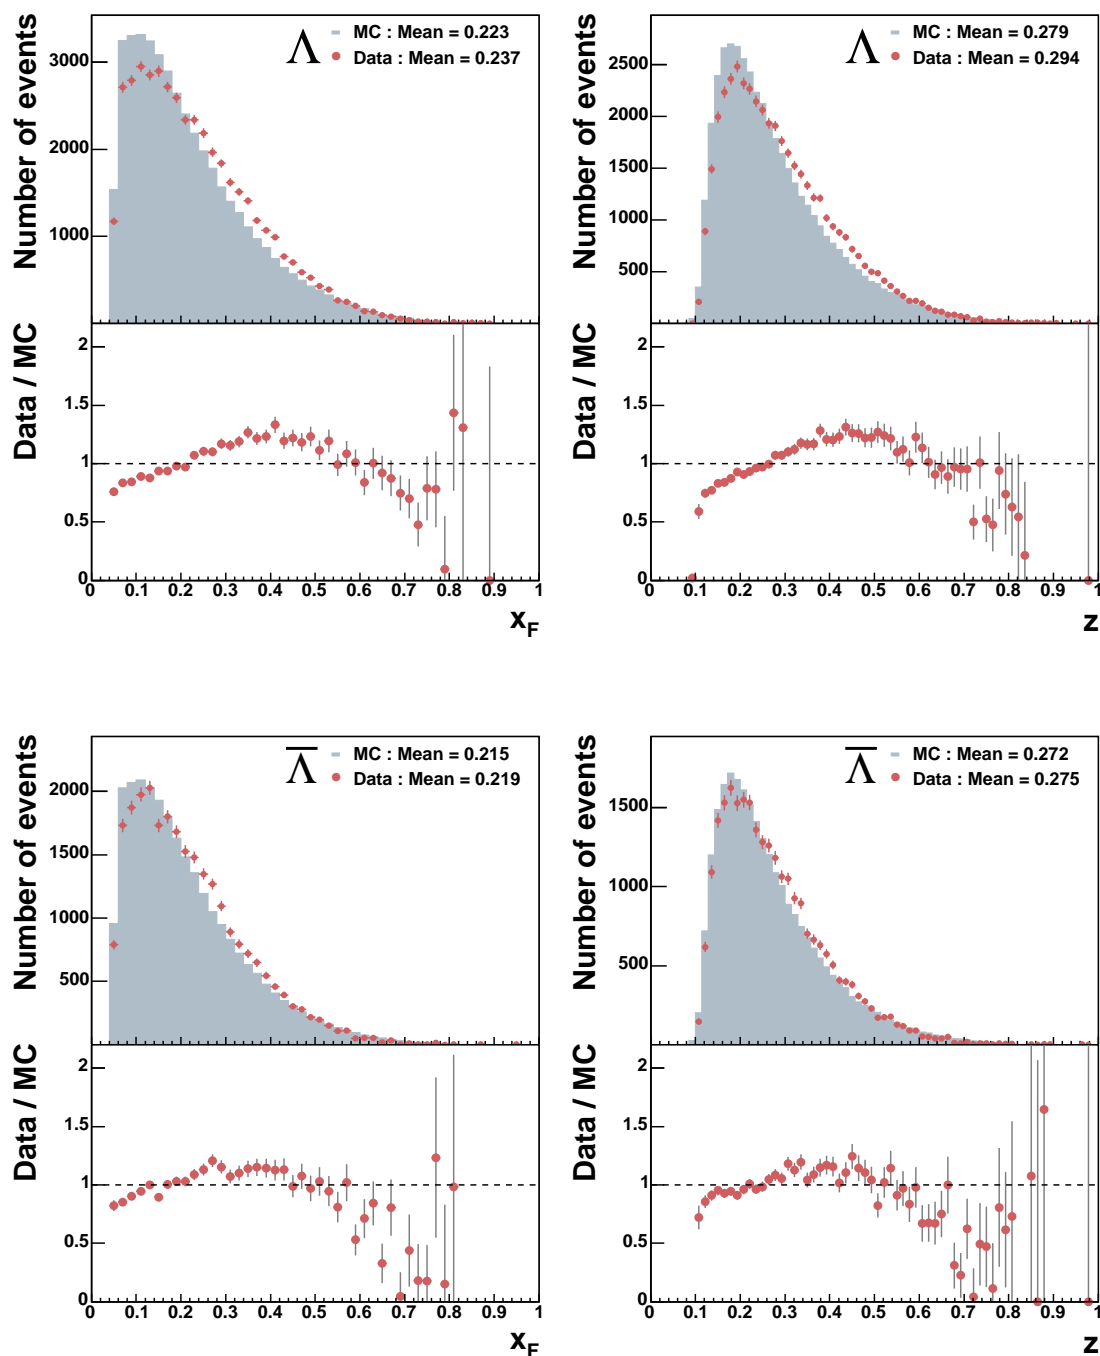 Number of events
3000
2000
1000
Λ
MC : Mean = 0.223
Data : Mean = 0.237
Data / MC
2
1.5
1
0.5
0
0 0.1 0.2 0.3 0.4 0.5 0.6 0.7 0.8 0.9 1
x_F
Number of events
2500
2000
1500
1000
500
Λ
MC : Mean = 0.279
Data : Mean = 0.294
Data / MC
2
1.5
1
0.5
0
0 0.1 0.2 0.3 0.4 0.5 0.6 0.7 0.8 0.9 1
z
Number of events
2000
1500
1000
500
Λ̅
MC : Mean = 0.215
Data : Mean = 0.219
Data / MC
2
1.5
1
0.5
0
0 0.1 0.2 0.3 0.4 0.5 0.6 0.7 0.8 0.9 1
x_F
Number of events
1500
1000
500
Λ̅
MC : Mean = 0.272
Data : Mean = 0.275
Data / MC
2
1.5
1
0.5
0
0 0.1 0.2 0.3 0.4 0.5 0.6 0.7 0.8 0.9 1
z